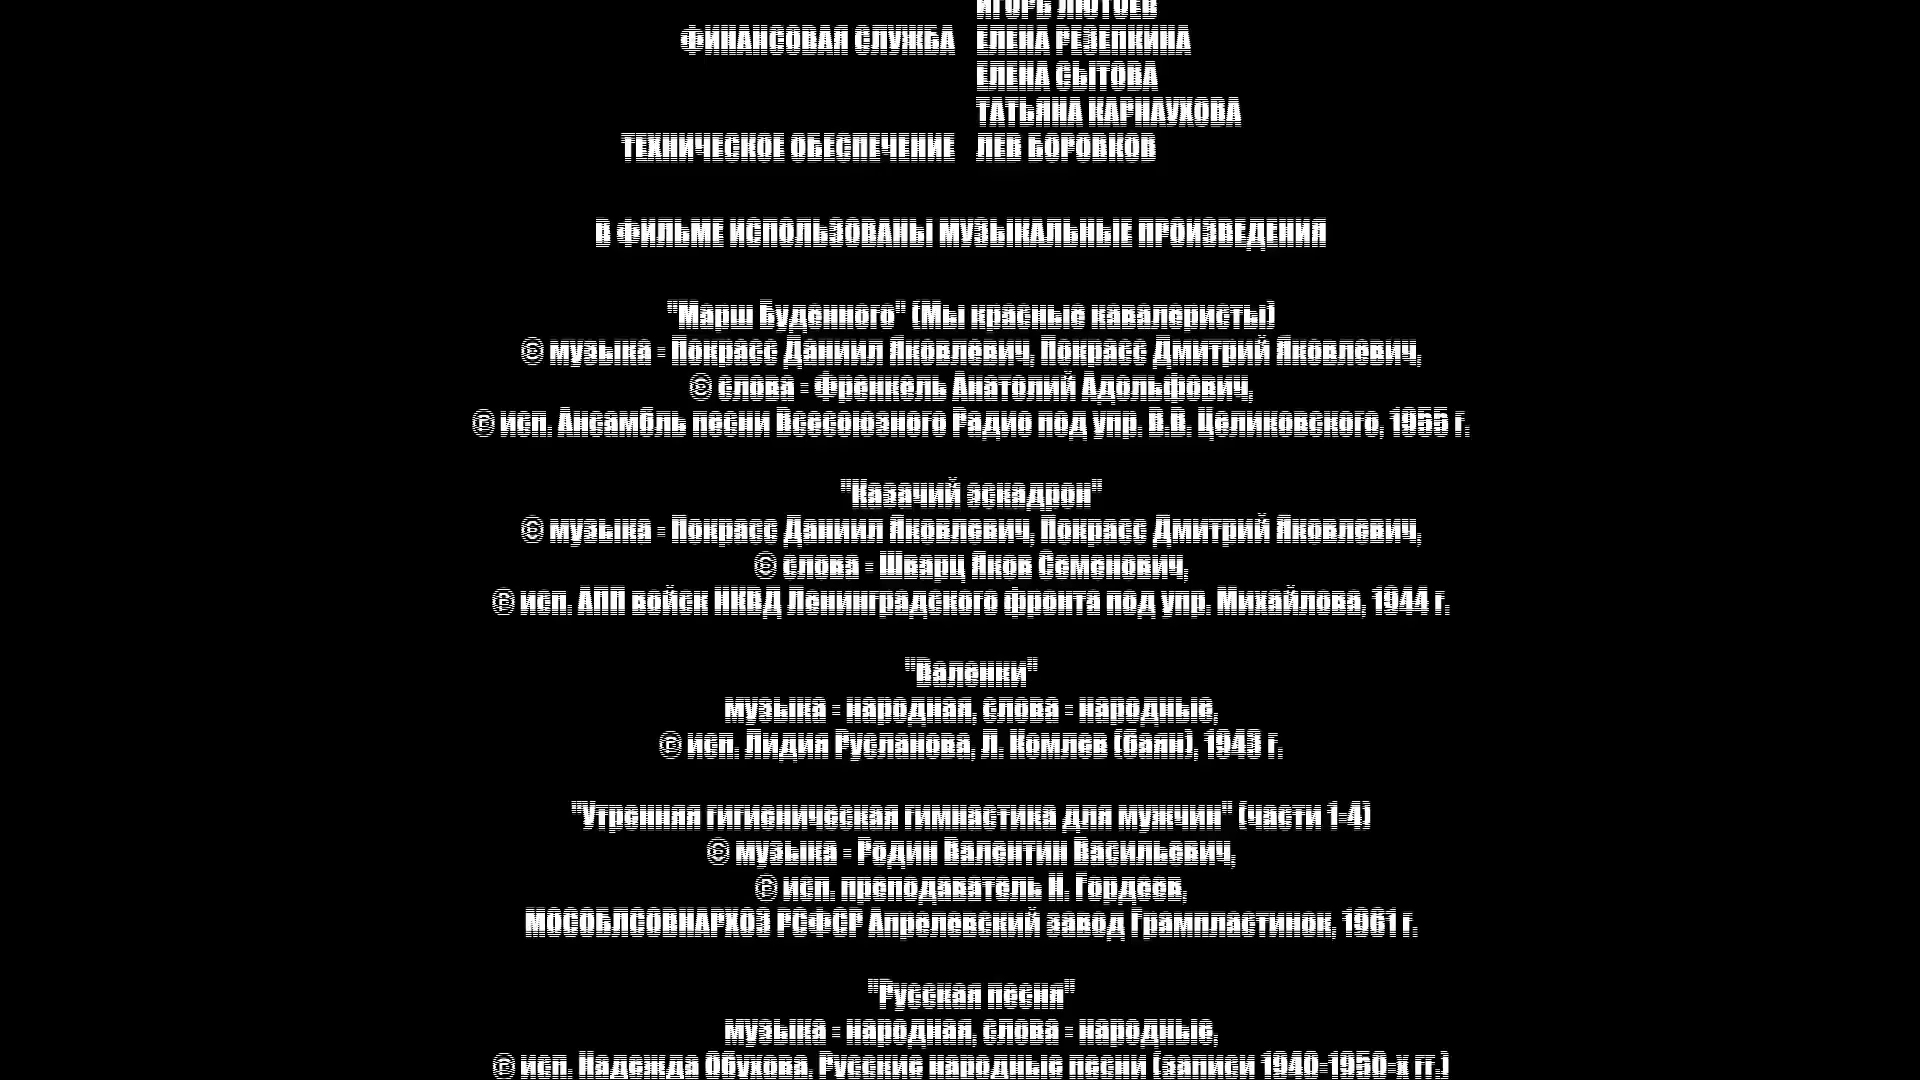 ИГОРЬ ЛЮТОЕВ
ФИНАНСОВАЯ СЛУЖБА ЕЛЕНА РЕЗЕПКИНА
ЕЛЕНА СЫТОВА
ТАТЬЯНА КАРНАУХОВА
ТЕХНИЧЕСКОЕ ОБЕСПЕЧЕНИЕ ЛЕВ БОРОВКОВ
В ФИЛЬМЕ ИСПОЛЬЗОВАНЫ МУЗЫКАЛЬНЫЕ ПРОИЗВЕДЕНИЯ
"Марш Буденного" (Мы красные кавалеристы)
© музыка - Покрасс Даниил Яковлевич, Покрасс Дмитрий Яковлевич,
© слова - Френкель Анатолий Адольфович,
℗ исп. Ансамбль песни Всесоюзного Радио под упр. В.В. Целиковского, 1955 г.
"Казачий эскадрон"
© музыка - Покрасс Даниил Яковлевич, Покрасс Дмитрий Яковлевич,
© слова - Шварц Яков Семенович,
℗ исп. АПП войск НКВД Ленинградского фронта под упр. Михайлова, 1944 г.
"Валенки"
музыка - народная, слова - народные,
℗ исп. Лидия Русланова, Л. Комлев (баян), 1943 г.
"Утренняя гигиеническая гимнастика для мужчин" (части 1-4)
© музыка - Родин Валентин Васильевич,
℗ исп. преподаватель Н. Гордеев,
МОСОБЛСОВНАРХОЗ РСФСР Апрелевский завод Грампластинок, 1961 г.
"Русская песня"
музыка - народная, слова - народные,
℗ исп. Надежда Обухова, Русские народные песни (записи 1940-1950-х гг.)